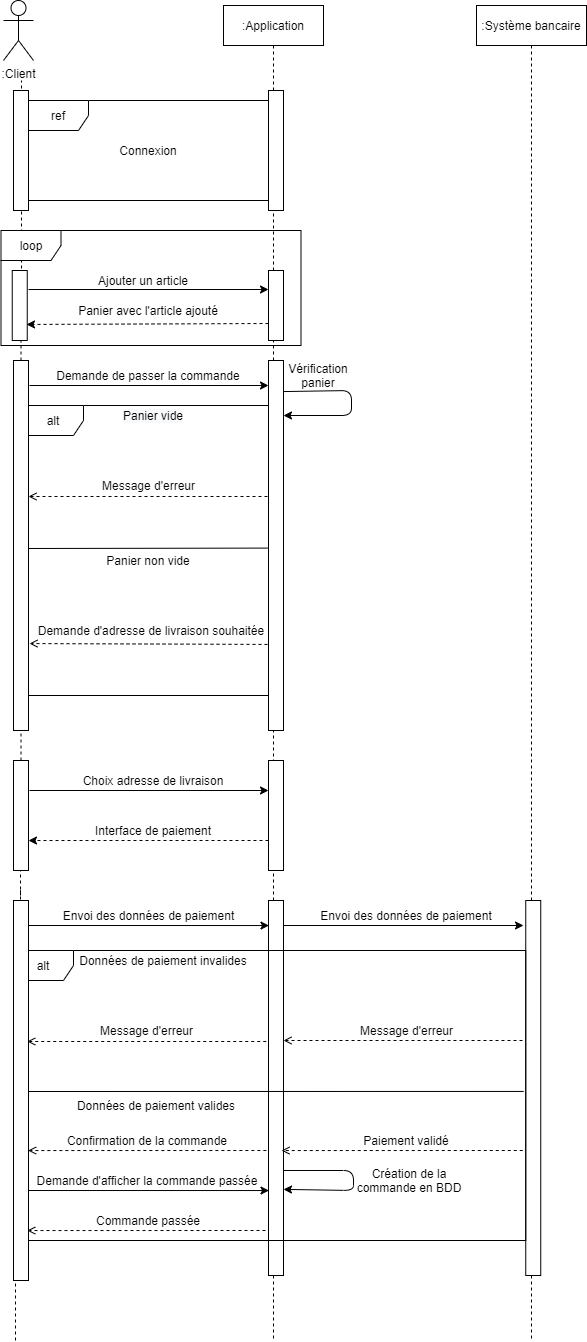 :Client
:Application
:Système bancaire
ref
Connexion
loop
Ajouter un article
Panier avec l'article ajouté
Demande de passer la commande
Vérification
panier
alt
Panier vide
Message d'erreur
Panier non vide
Demande d'adresse de livraison souhaitée
Choix adresse de livraison
Interface de paiement
Envoi des données de paiement
Envoi des données de paiement
alt
Données de paiement invalides
Message d'erreur
Message d'erreur
Données de paiement valides
Confirmation de la commande
Paiement validé
Demande d'afficher la commande passée
Création de la
commande en BDD
Commande passée